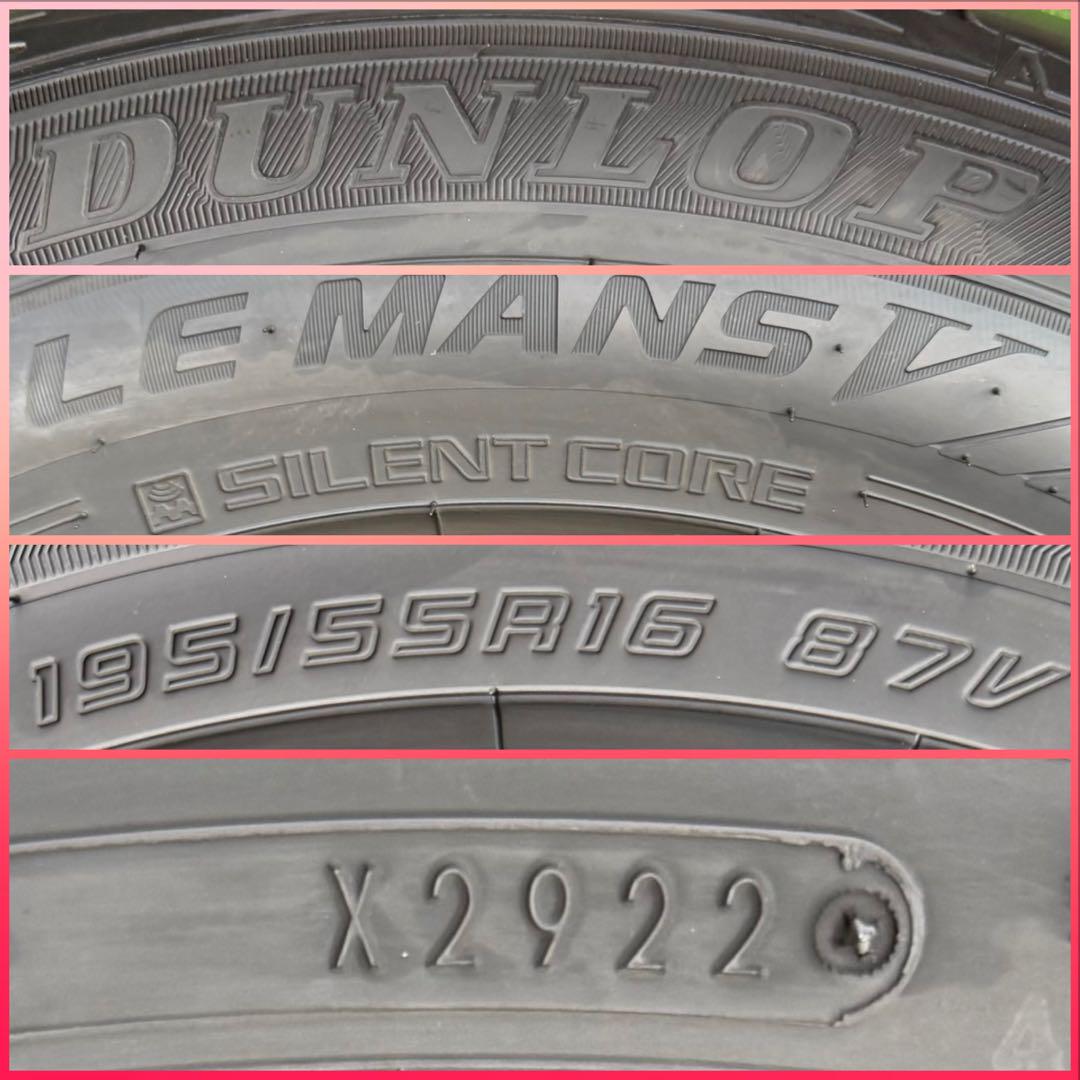 DUNLOP
LE MANS V
SILENT CORE
195/55R16 87V
X2922